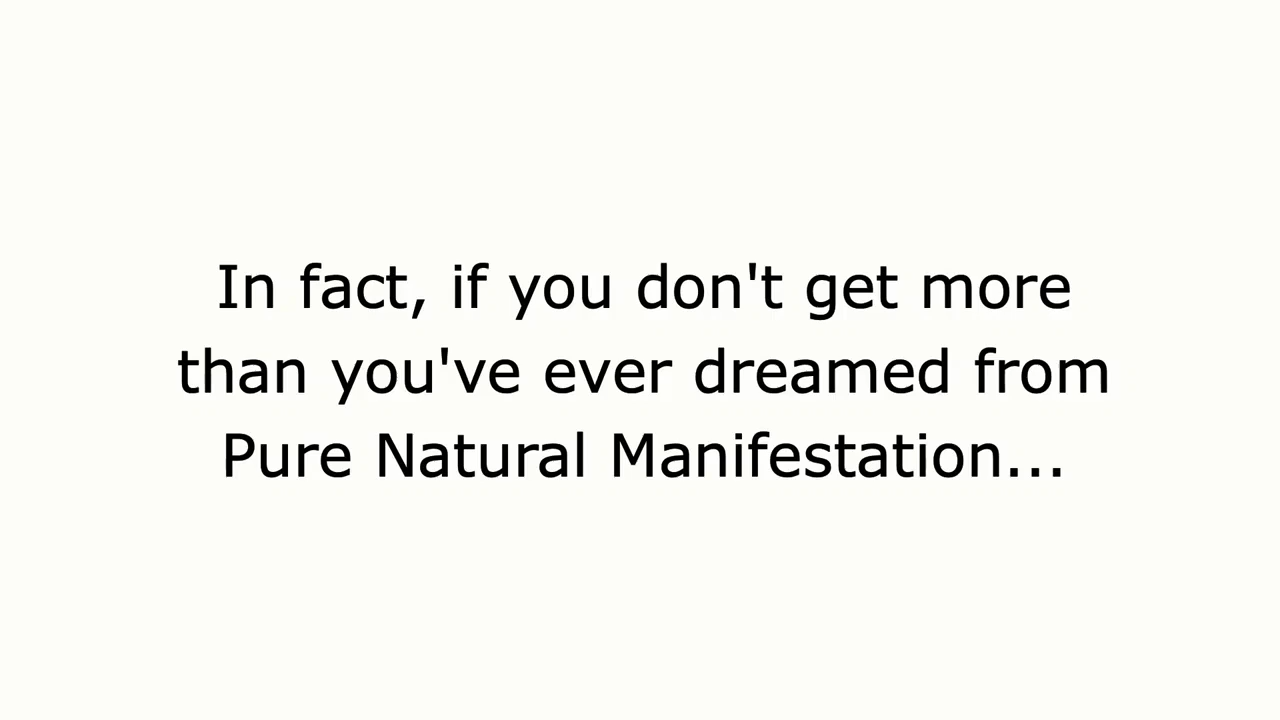 In fact, if you don't get more
than you've ever dreamed from
Pure Natural Manifestation...